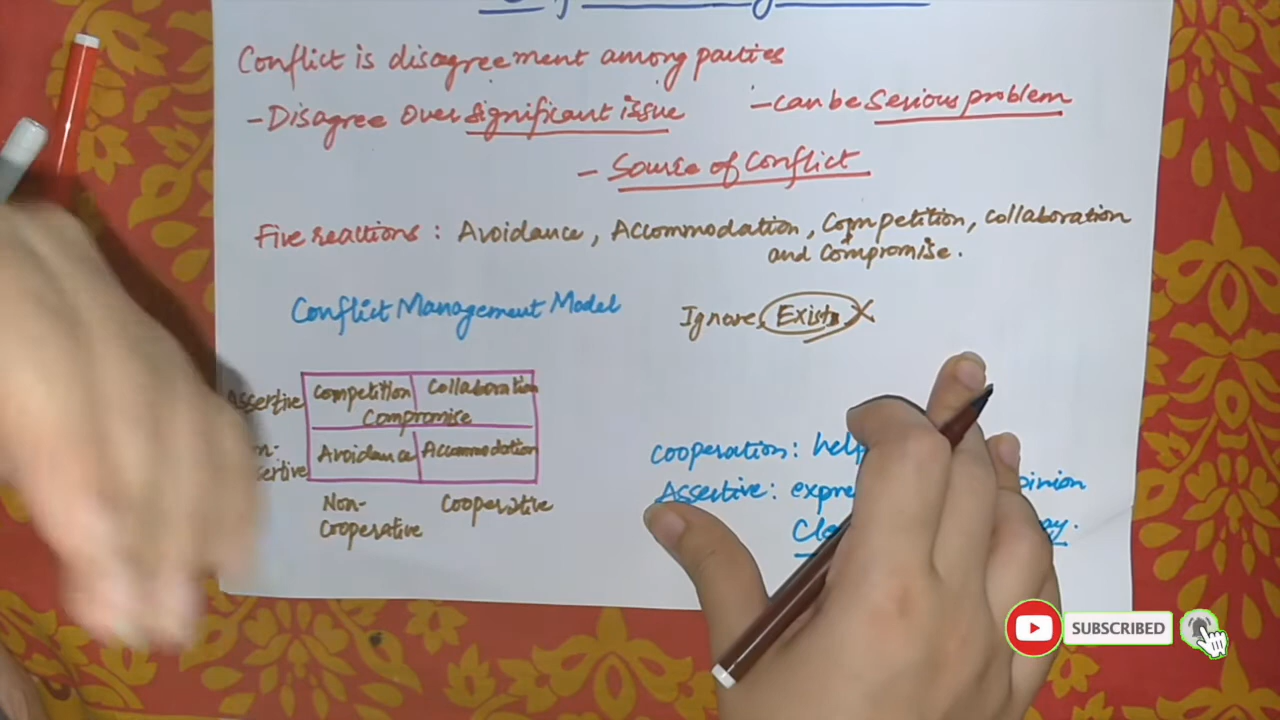 Conflict is disagreement among parties
- Disagree Over significant issue - can be serious problem
- Source of conflict
Five reactions : Avoidance, Accommodation, Competition, collaboration
and compromise.
Conflict Management Model
Ignore, Exists
Assertive Competition Collaboration
Compromise
Avoidance Accommodation
Non- Cooperative
Cooperative
cooperation: help
Assertive:
SUBSCRIBED